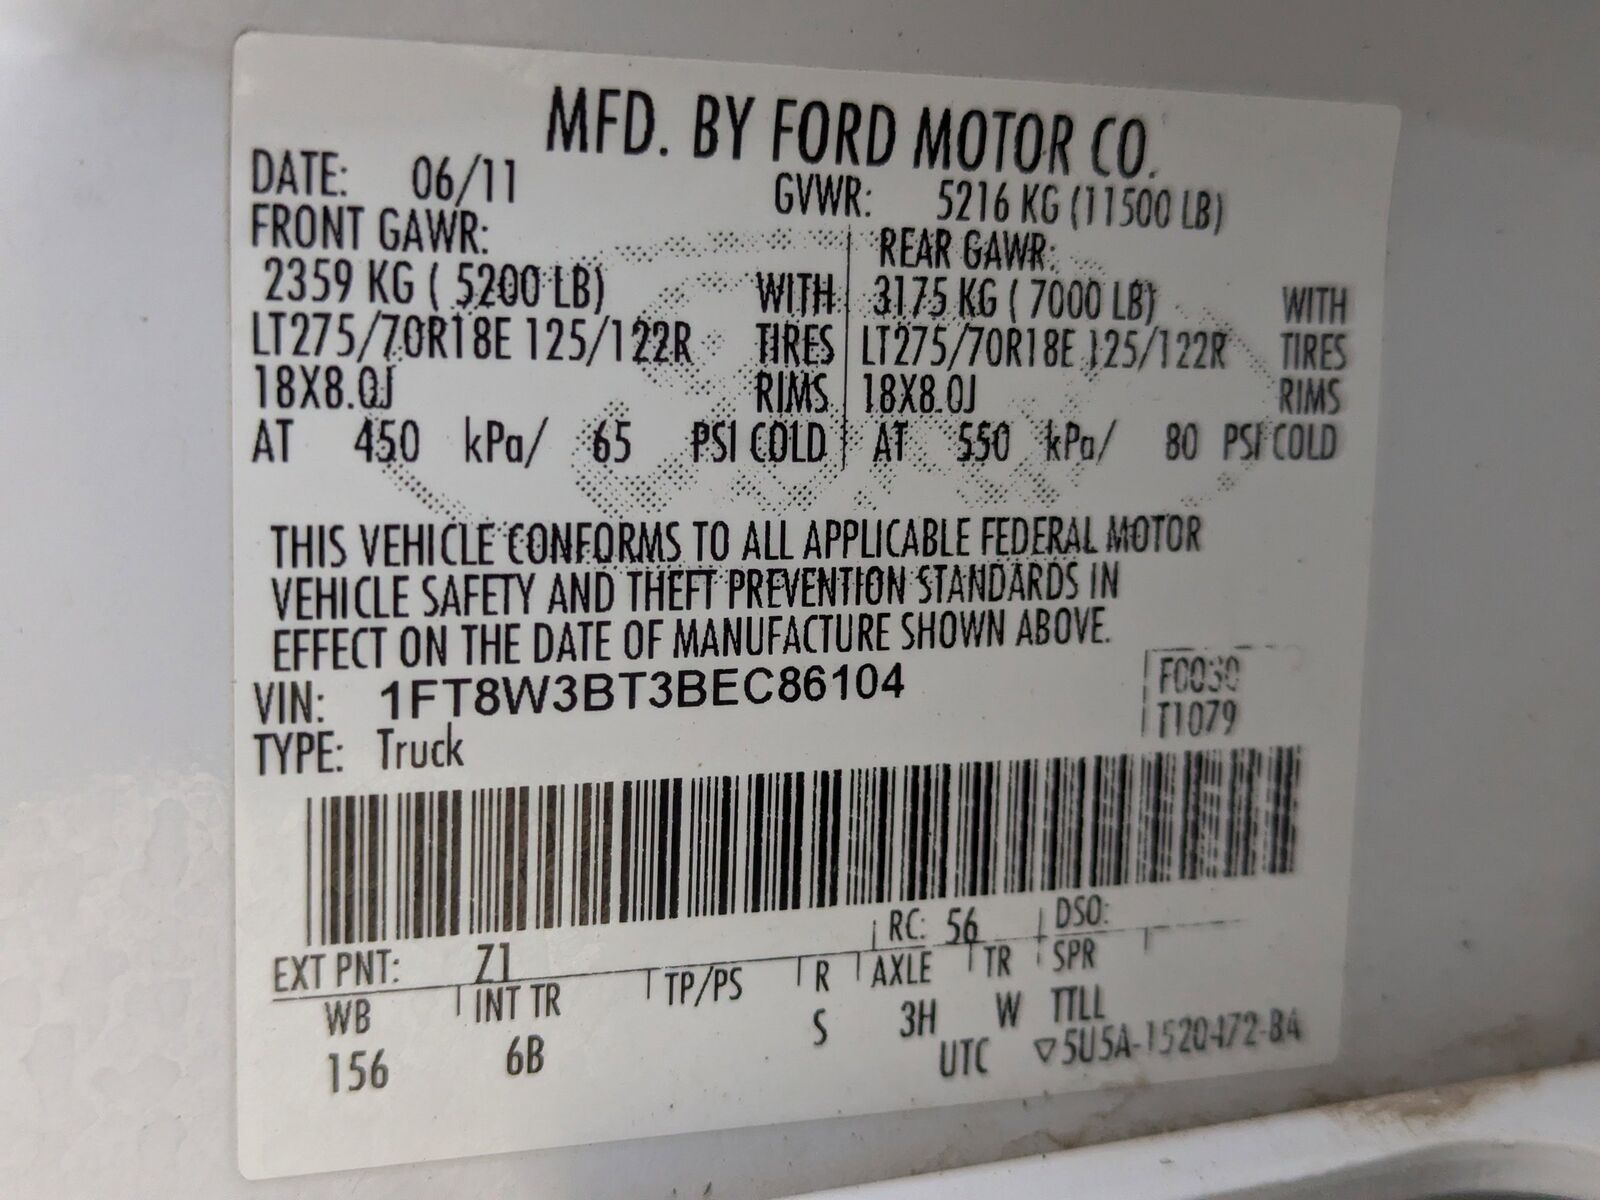 MFD. BY FORD MOTOR CO.
DATE: 06/11 GVWR: 5216 KG (11500 LB)
FRONT GAWR: REAR GAWR:
2359 KG ( 5200 LB) WITH 3175 KG ( 7000 LB) WITH
LT275/70R18E 125/122R TIRES LT275/70R18E 125/122R TIRES
18X8.0J RIMS 18X8.0J RIMS
AT 450 kPa/ 65 PSI COLD AT 550 kPa/ 80 PSI COLD
THIS VEHICLE CONFORMS TO ALL APPLICABLE FEDERAL MOTOR
VEHICLE SAFETY AND THEFT PREVENTION STANDARDS IN
EFFECT ON THE DATE OF MANUFACTURE SHOWN ABOVE.
VIN: 1FT8W3BT3BEC86104
F0030
T1079
TYPE: Truck
RC: 56 DSO:
EXT PNT: Z1
WB INT TR TP/PS R AXLE TR SPR
156 6B S 3H W TTLL
UTC ▽5U5A-1520472-BA